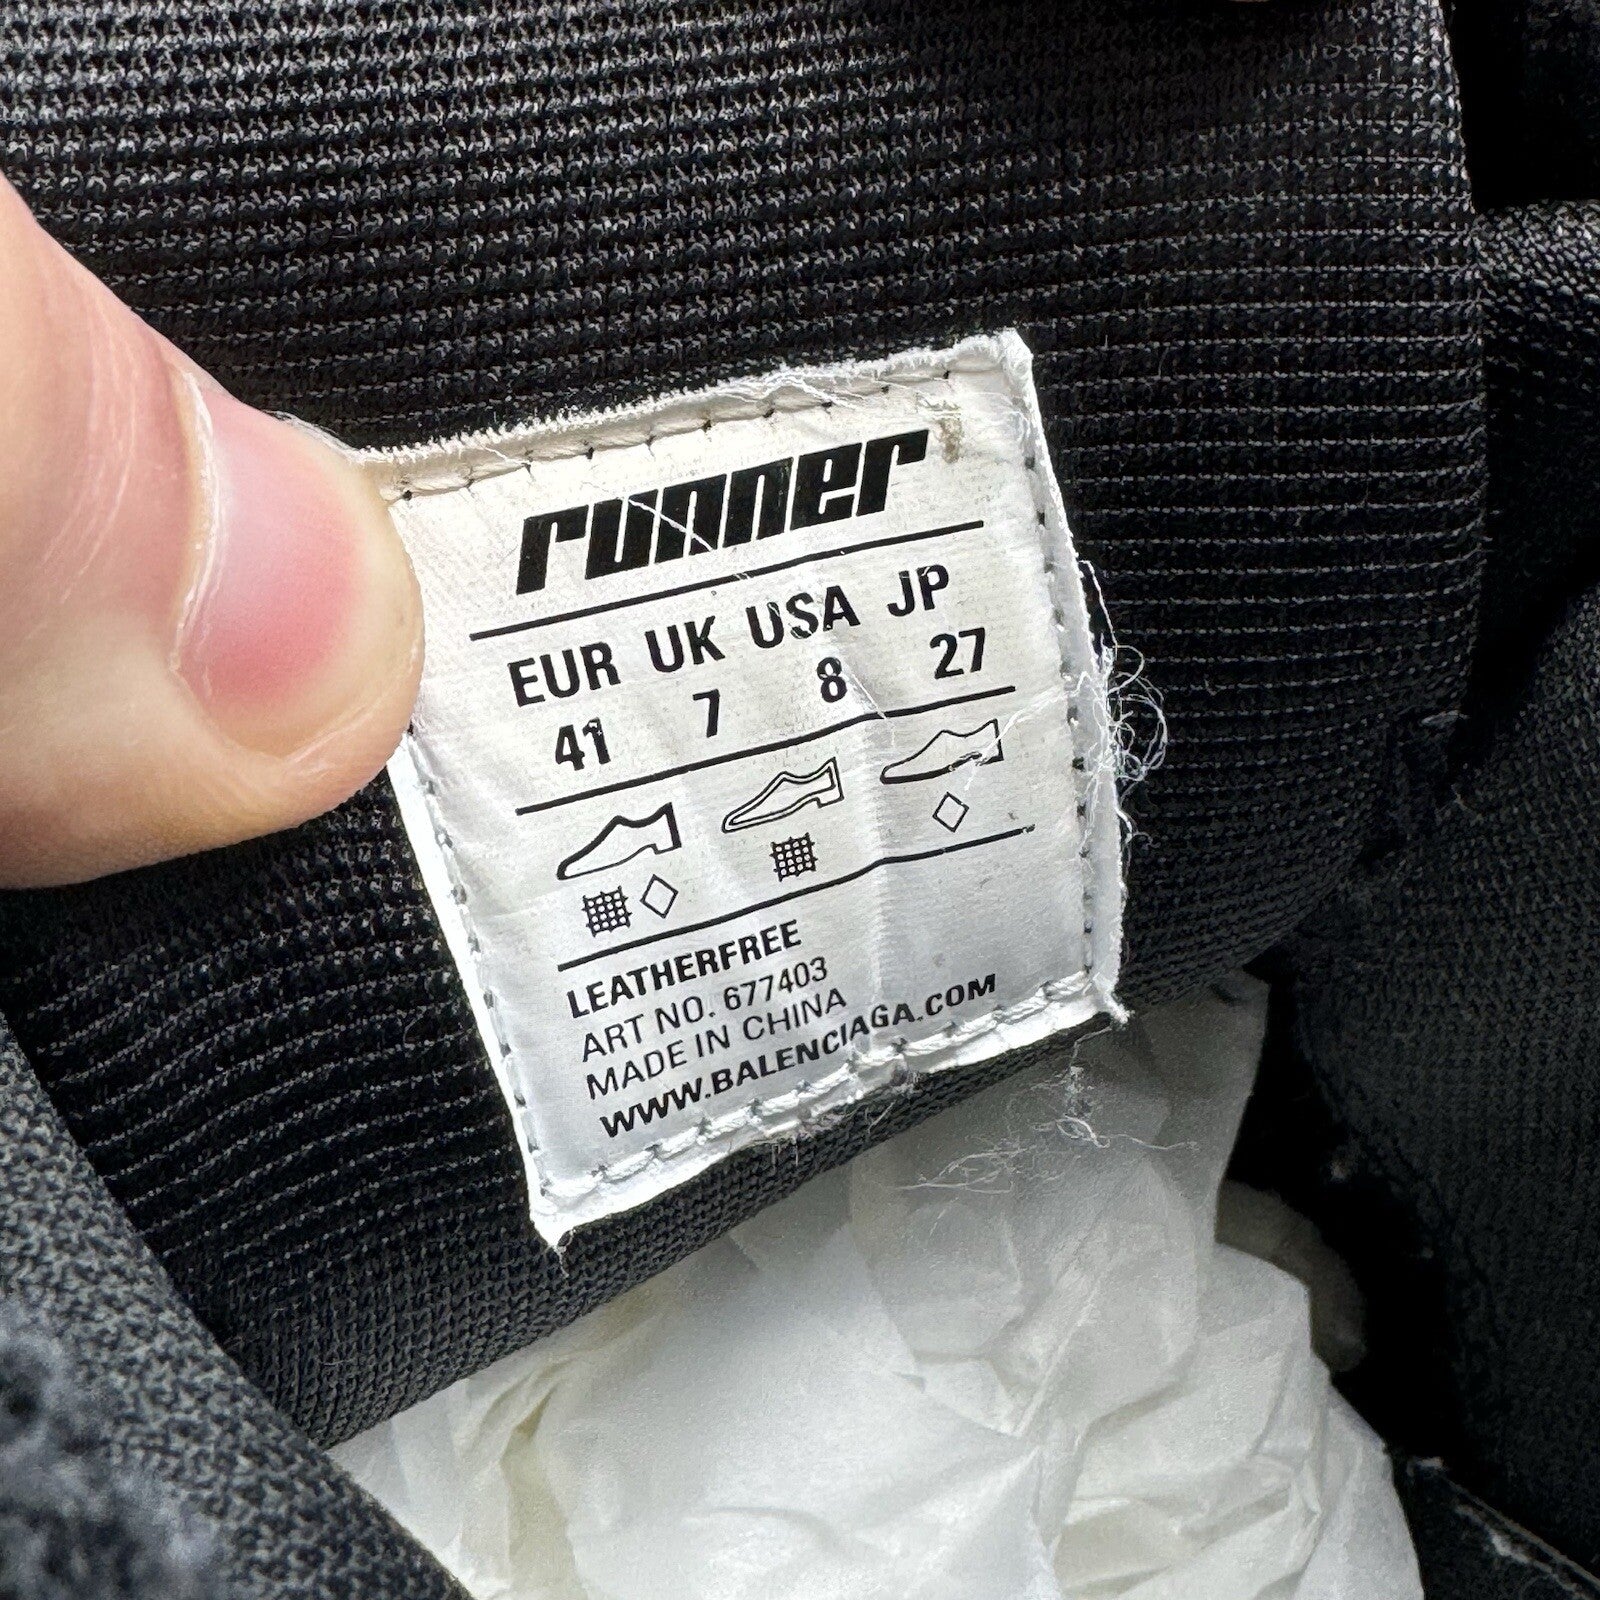 runner
EUR UK USA JP
41 7 8 27
LEATHERFREE
ART NO. 677403
MADE IN CHINA
WWW.BALENCIAGA.COM